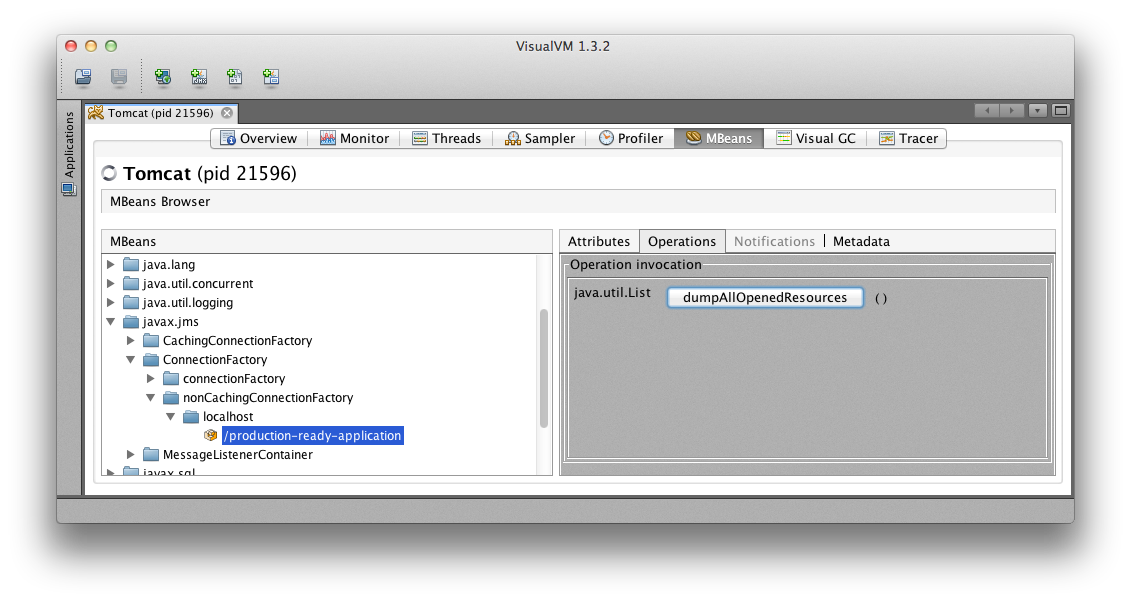 VisualVM 1.3.2
Applications
Tomcat (pid 21596)
Overview
Monitor
Threads
Sampler
Profiler
MBeans
Visual GC
Tracer
Tomcat (pid 21596)
MBeans Browser
MBeans
java.lang
java.util.concurrent
java.util.logging
javax.jms
CachingConnectionFactory
ConnectionFactory
connectionFactory
nonCachingConnectionFactory
localhost
/production-ready-application
MessageListenerContainer
javax.sql
Attributes
Operations
Notifications
Metadata
Operation invocation
java.util.List dumpAllOpenedResources ( )